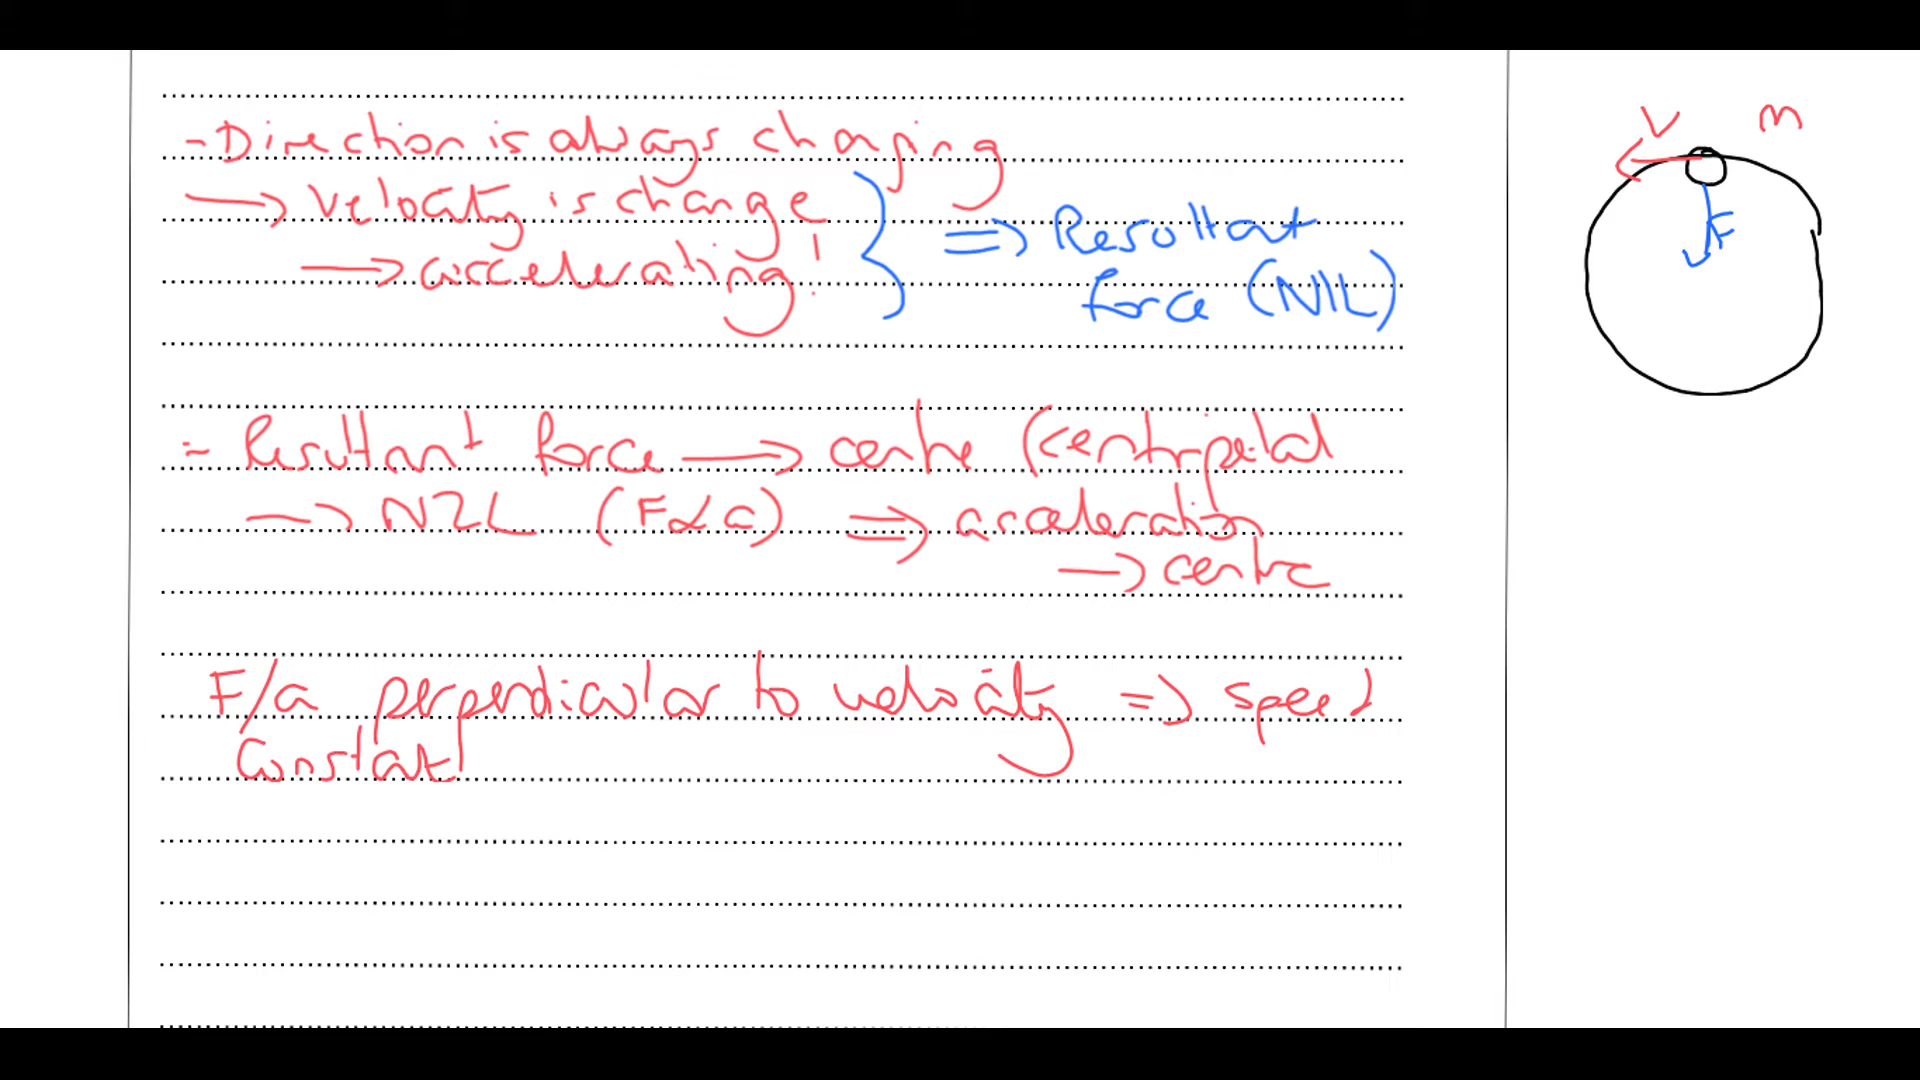 - Direction is always changing
→ velocity is change
→ accelerating!
⇒ Resultant
force (N1L)
- Resultant force → centre (centripetal
→ N2L (F∝a) ⇒ acceleration
→ centre
F/a perpendicular to velocity ⇒ speed
constat
V m
F